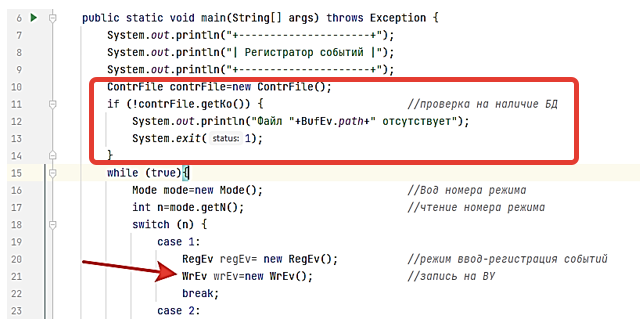 6 public static void main(String[] args) throws Exception {
7 System.out.println("+--------------------+");
8 System.out.println("| Регистратор событий |");
9 System.out.println("+--------------------+");
10 ContrFile contrFile=new ContrFile();
11 if (!contrFile.getKo()) { //проверка на наличие БД
12 System.out.println("Файл "+BufEv.path+" отсутствует");
13 System.exit( status: 1);
14 }
15 while (true){
16 Mode mode=new Mode(); //Вод номера режима
17 int n=mode.getN(); //чтение номера режима
18 switch (n) {
19 case 1:
20 RegEv regEv= new RegEv(); //режим ввод-регистрация событий
21 WrEv wrEv=new WrEv(); //запись на ВУ
22 break;
23 case 2: